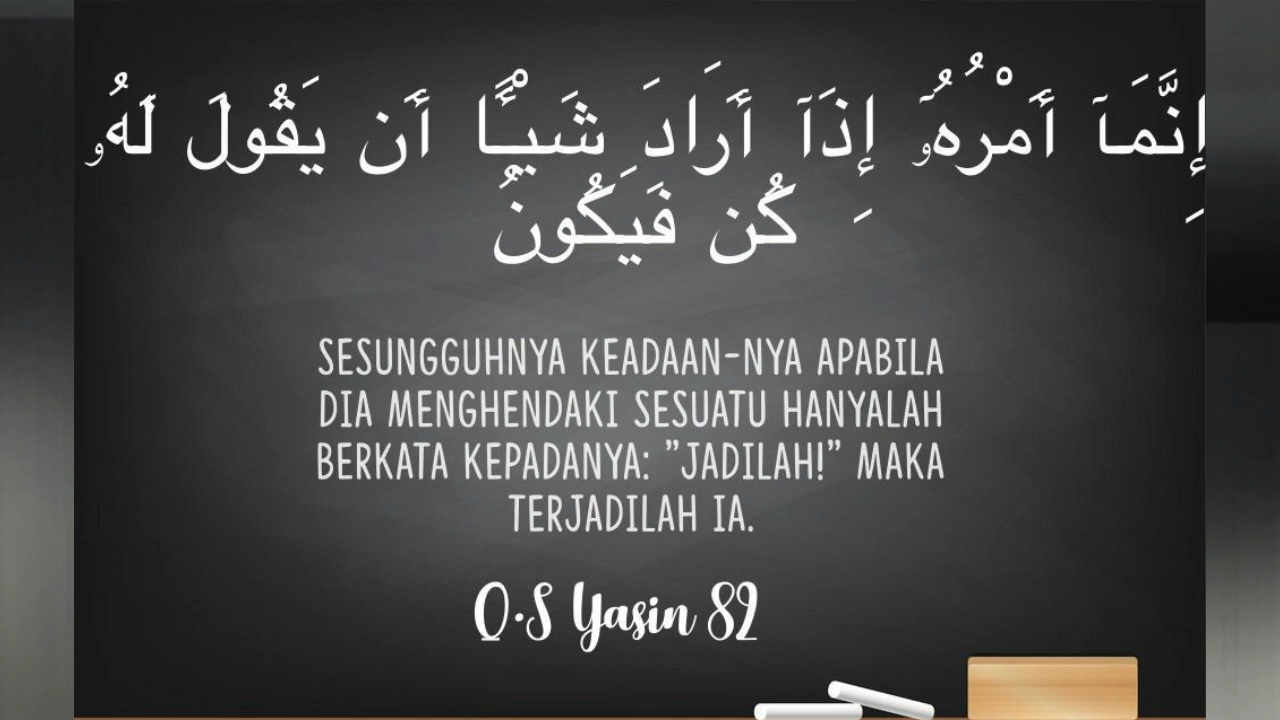 إِنَّمَآ أَمْرُهُۥٓ إِذَآ أَرَادَ شَيْـًٔا أَن يَقُولَ لَهُۥ
كُن فَيَكُونُ
SESUNGGUHNYA KEADAAN-NYA APABILA
DIA MENGHENDAKI SESUATU HANYALAH
BERKATA KEPADANYA: "JADILAH!" MAKA
TERJADILAH IA.
Q.S Yasin 82